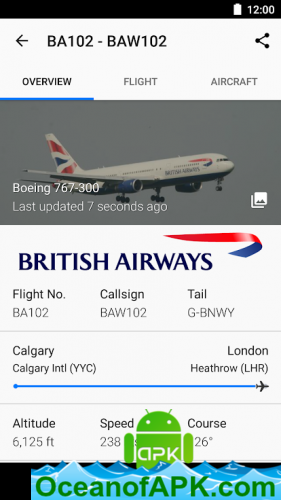 12:00
BA102 - BAW102
OVERVIEW FLIGHT AIRCRAFT
Boeing 767-300
Last updated 7 seconds ago
BRITISH AIRWAYS
Flight No. Callsign Tail
BA102 BAW102 G-BNWY
Calgary London
Calgary Intl (YYC) Heathrow (LHR)
Altitude Speed Course
6,125 ft 238 26°
APK
OceanofAPK.com